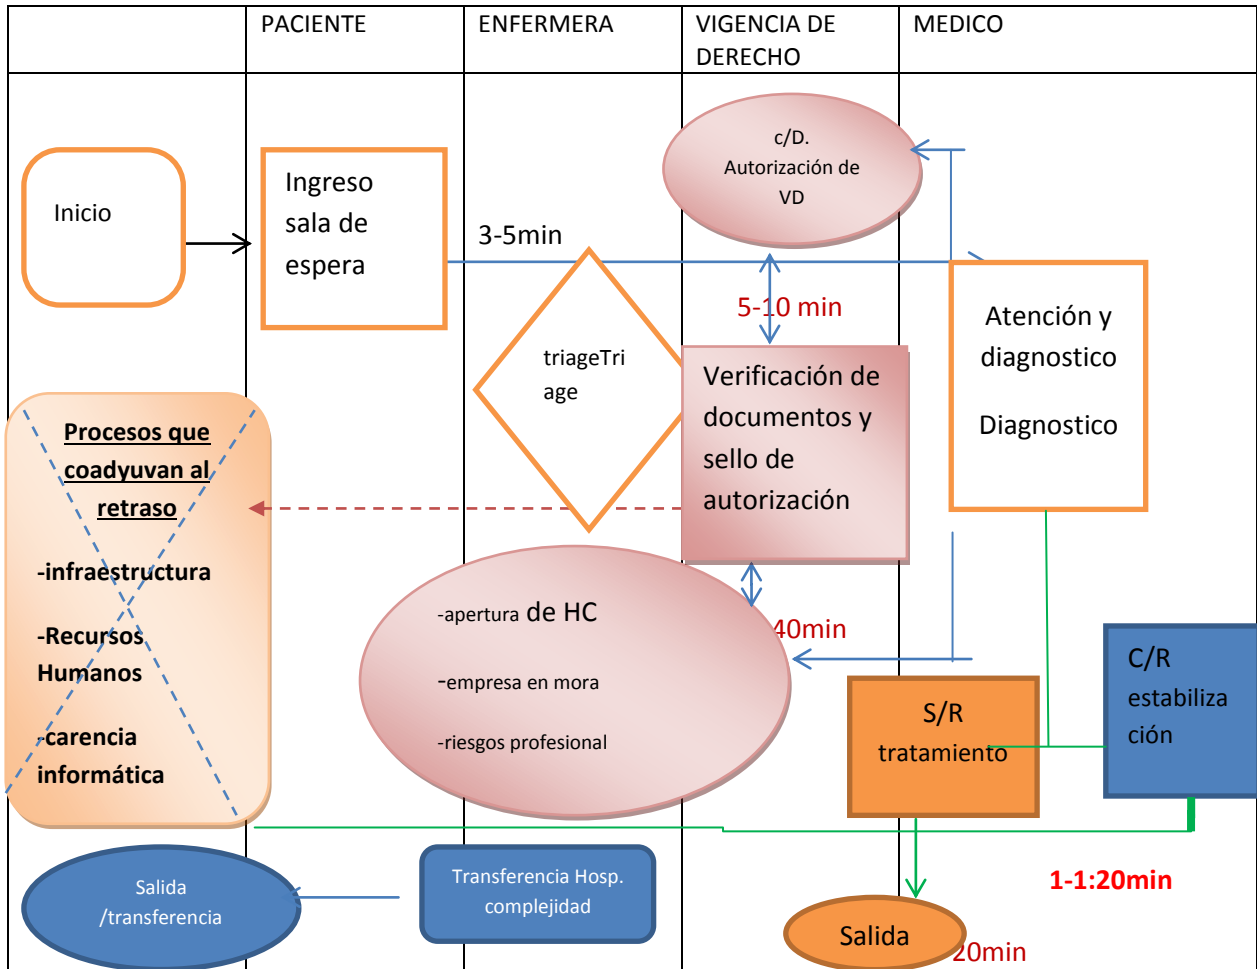 PACIENTE
ENFERMERA
VIGENCIA DE
DERECHO
MEDICO
Inicio
Ingreso
sala de
espera
3-5min
triageTri
age
c/D.
Autorización de
VD
5-10 min
Verificación de
documentos y
sello de
autorización
Atención y
diagnostico
Diagnostico
Procesos que
coadyuvan al
retraso
-infraestructura
-Recursos
Humanos
-carencia
informática
-apertura de HC
-empresa en mora
-riesgos profesional
40min
S/R
tratamiento
C/R
estabiliza
ción
1-1:20min
Salida
/transferencia
Transferencia Hosp.
complejidad
Salida
20min